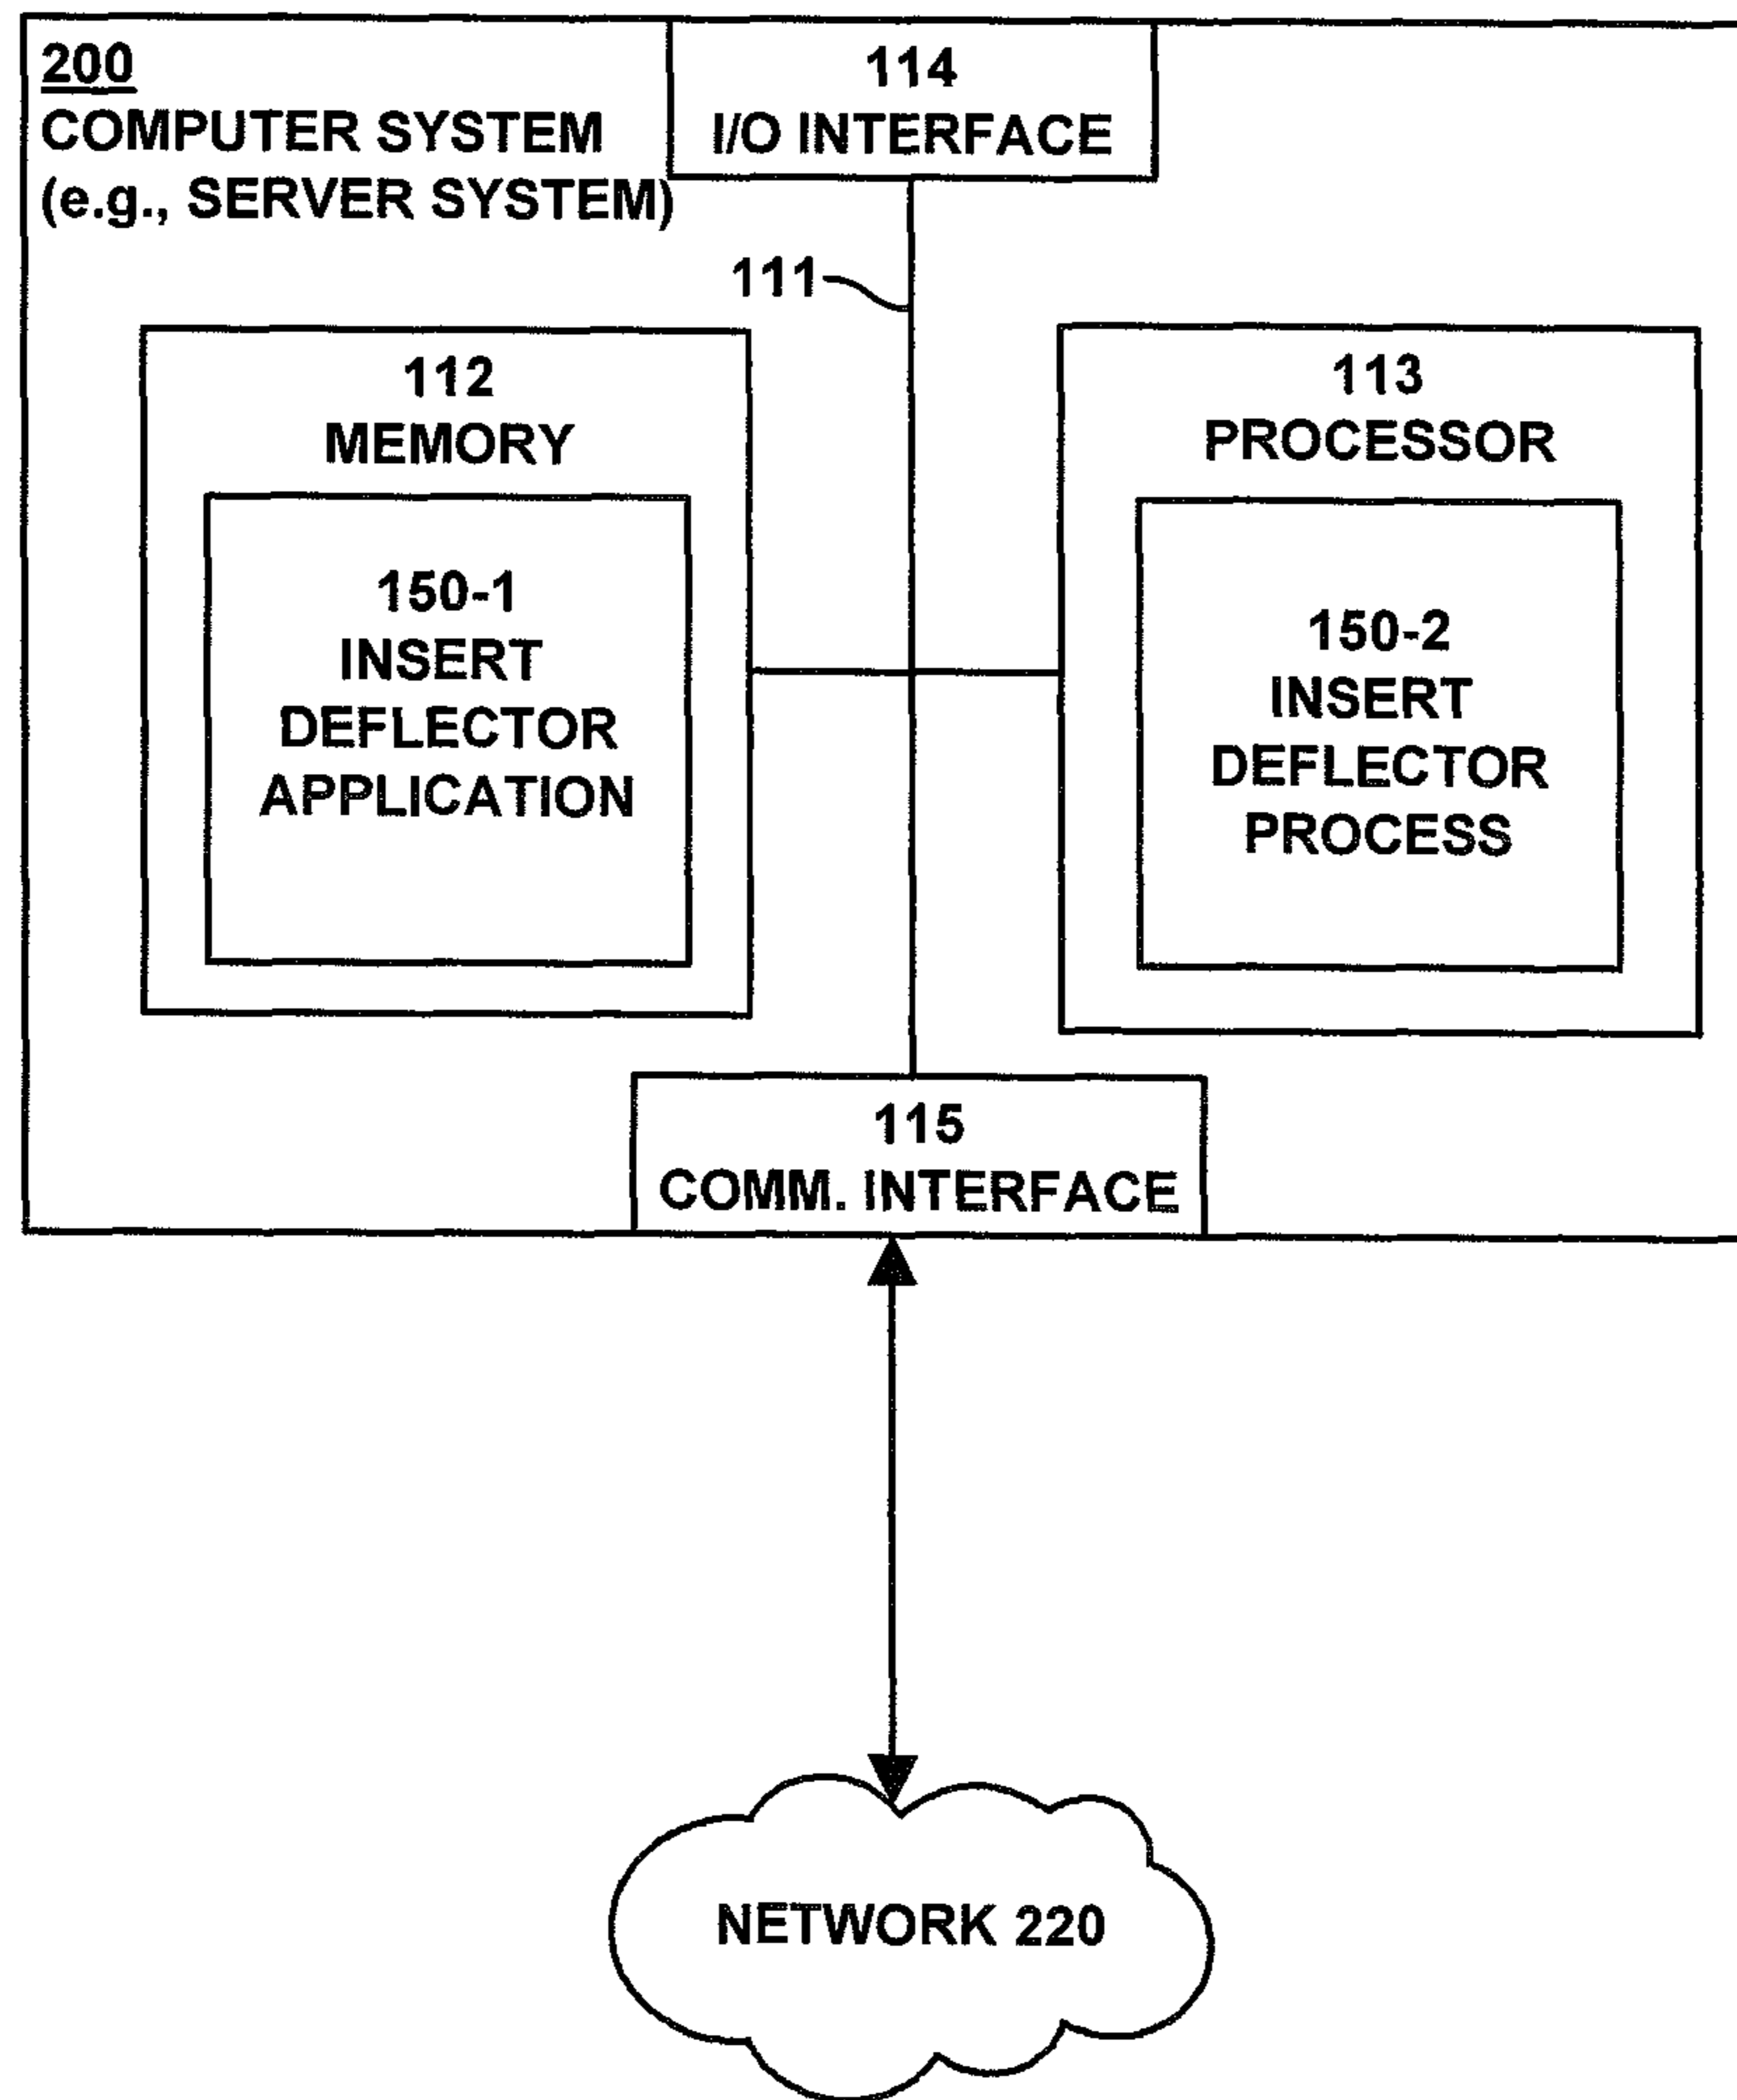 200
COMPUTER SYSTEM
(e.g., SERVER SYSTEM)
114
I/O INTERFACE
111
112
MEMORY
150-1
INSERT
DEFLECTOR
APPLICATION
113
PROCESSOR
150-2
INSERT
DEFLECTOR
PROCESS
115
COMM. INTERFACE
NETWORK 220